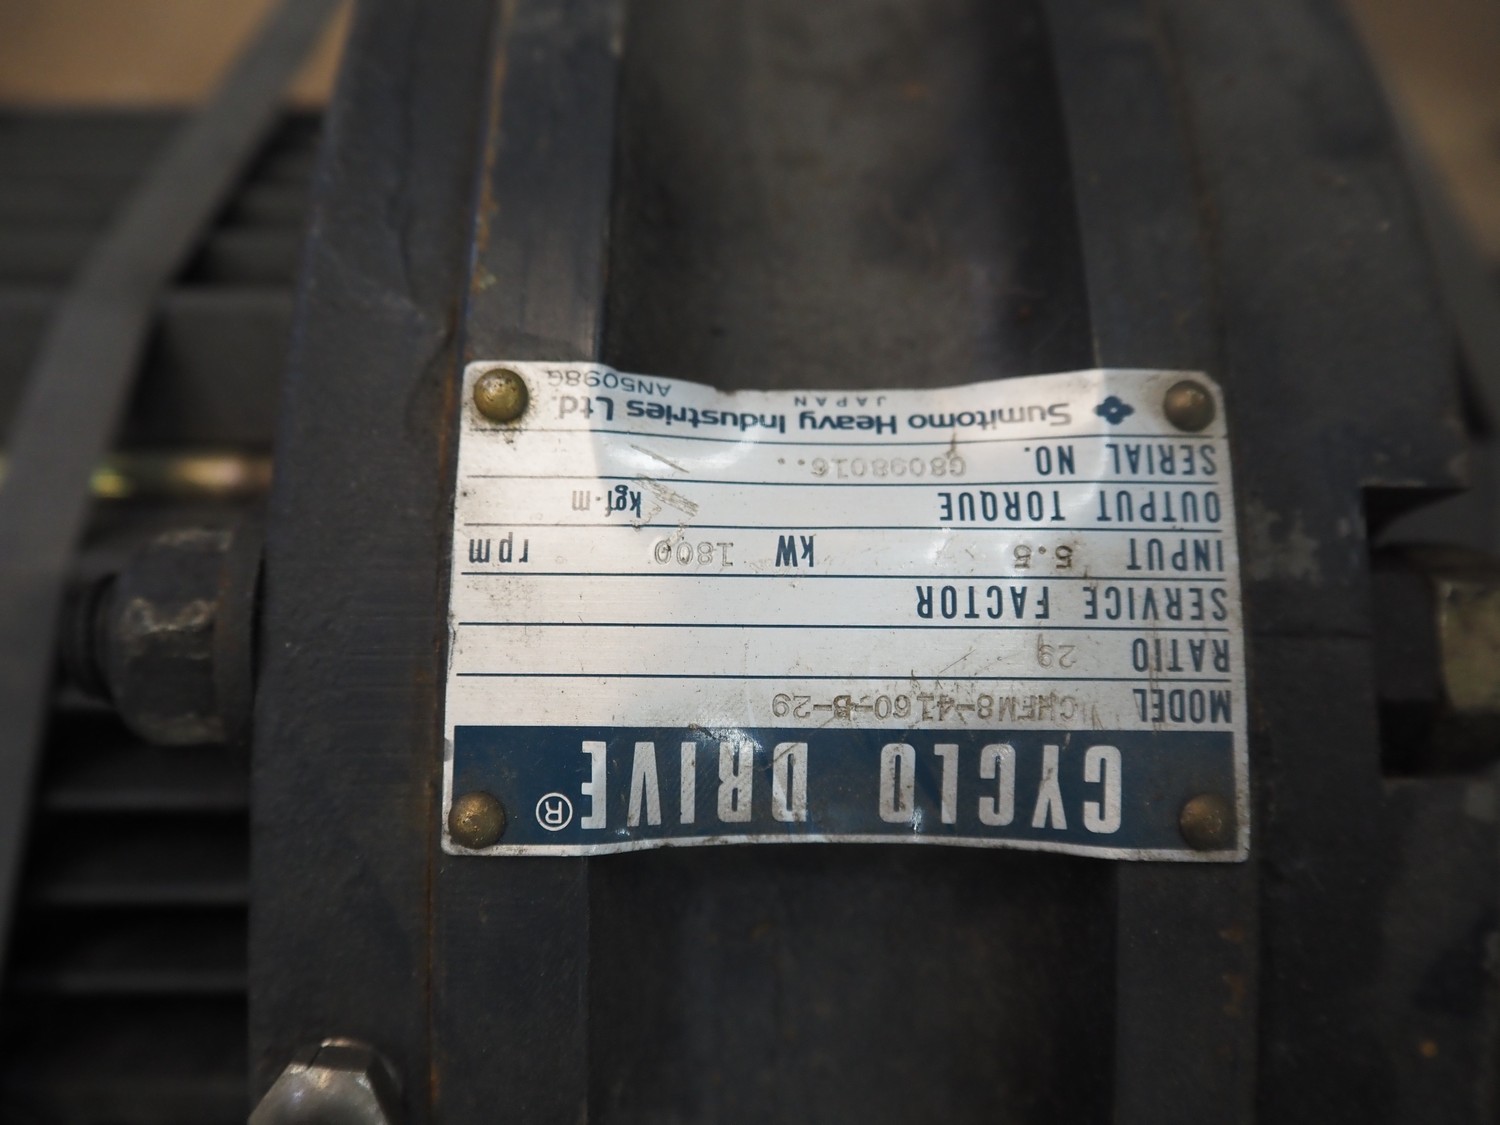 CYCLO DRIVE®
MODEL CHFM8-4160-B-29
RATIO 29
SERVICE FACTOR
INPUT 5.5 kW 1800 rpm
OUTPUT TORQUE kgf·m
SERIAL NO. G8098016..
Sumitomo Heavy Industries Ltd.
JAPAN AN5098G